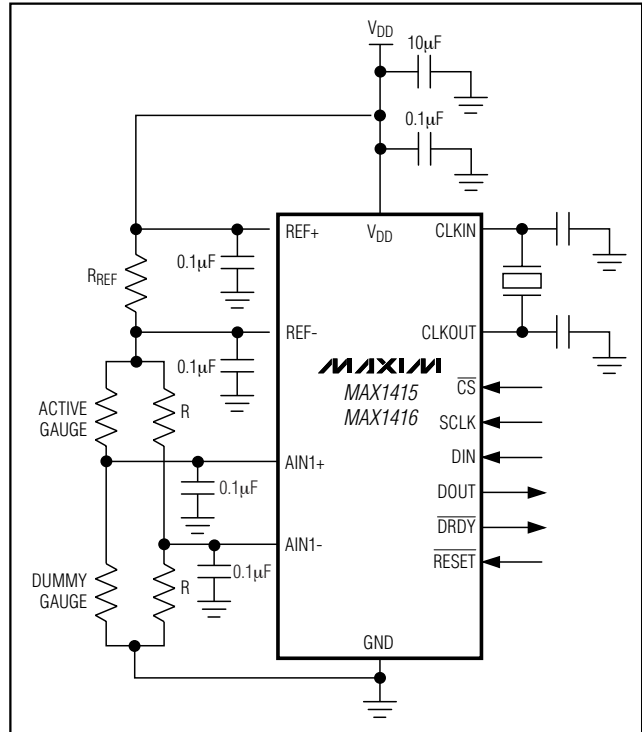 VDD
10µF
0.1µF
REF+
VDD
CLKIN
RREF
0.1µF
REF-
CLKOUT
0.1µF
MAXIM
MAX1415
MAX1416
CS
ACTIVE
GAUGE
R
SCLK
AIN1+
DIN
0.1µF
DOUT
AIN1-
DRDY
DUMMY
GAUGE
R
0.1µF
RESET
GND